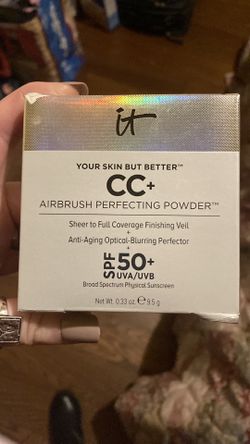 it
YOUR SKIN BUT BETTER™
CC+
AIRBRUSH PERFECTING POWDER™
Sheer to Full Coverage Finishing Veil
+
Anti-Aging Optical-Blurring Perfector
+
SPF 50+
UVA/UVB
Broad Spectrum Physical Sunscreen
Net Wt. 0.33 oz. ℮ 9.5 g